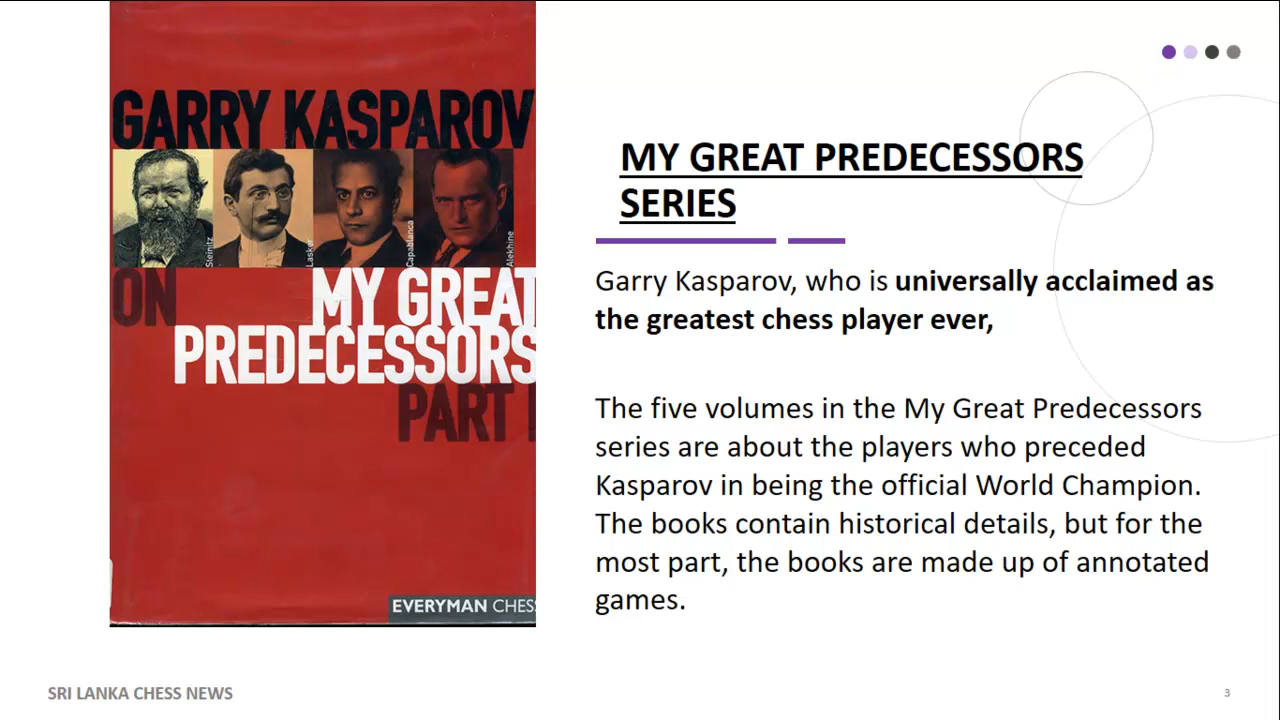 GARRY KASPAROV
Steinitz
Lasker
Capablanca
Alekhine
ON
MY GREAT
PREDECESSORS
PART I
EVERYMAN CHESS
MY GREAT PREDECESSORS
SERIES
Garry Kasparov, who is universally acclaimed as
the greatest chess player ever,
The five volumes in the My Great Predecessors
series are about the players who preceded
Kasparov in being the official World Champion.
The books contain historical details, but for the
most part, the books are made up of annotated
games.
SRI LANKA CHESS NEWS
3